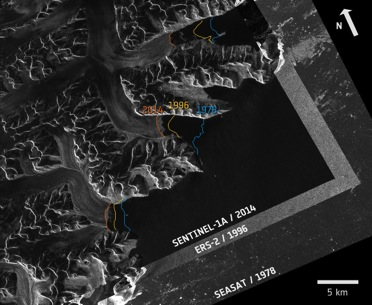 N
2014
1996
1978
SENTINEL-1A / 2014
ERS-2 / 1996
SEASAT / 1978
5 km